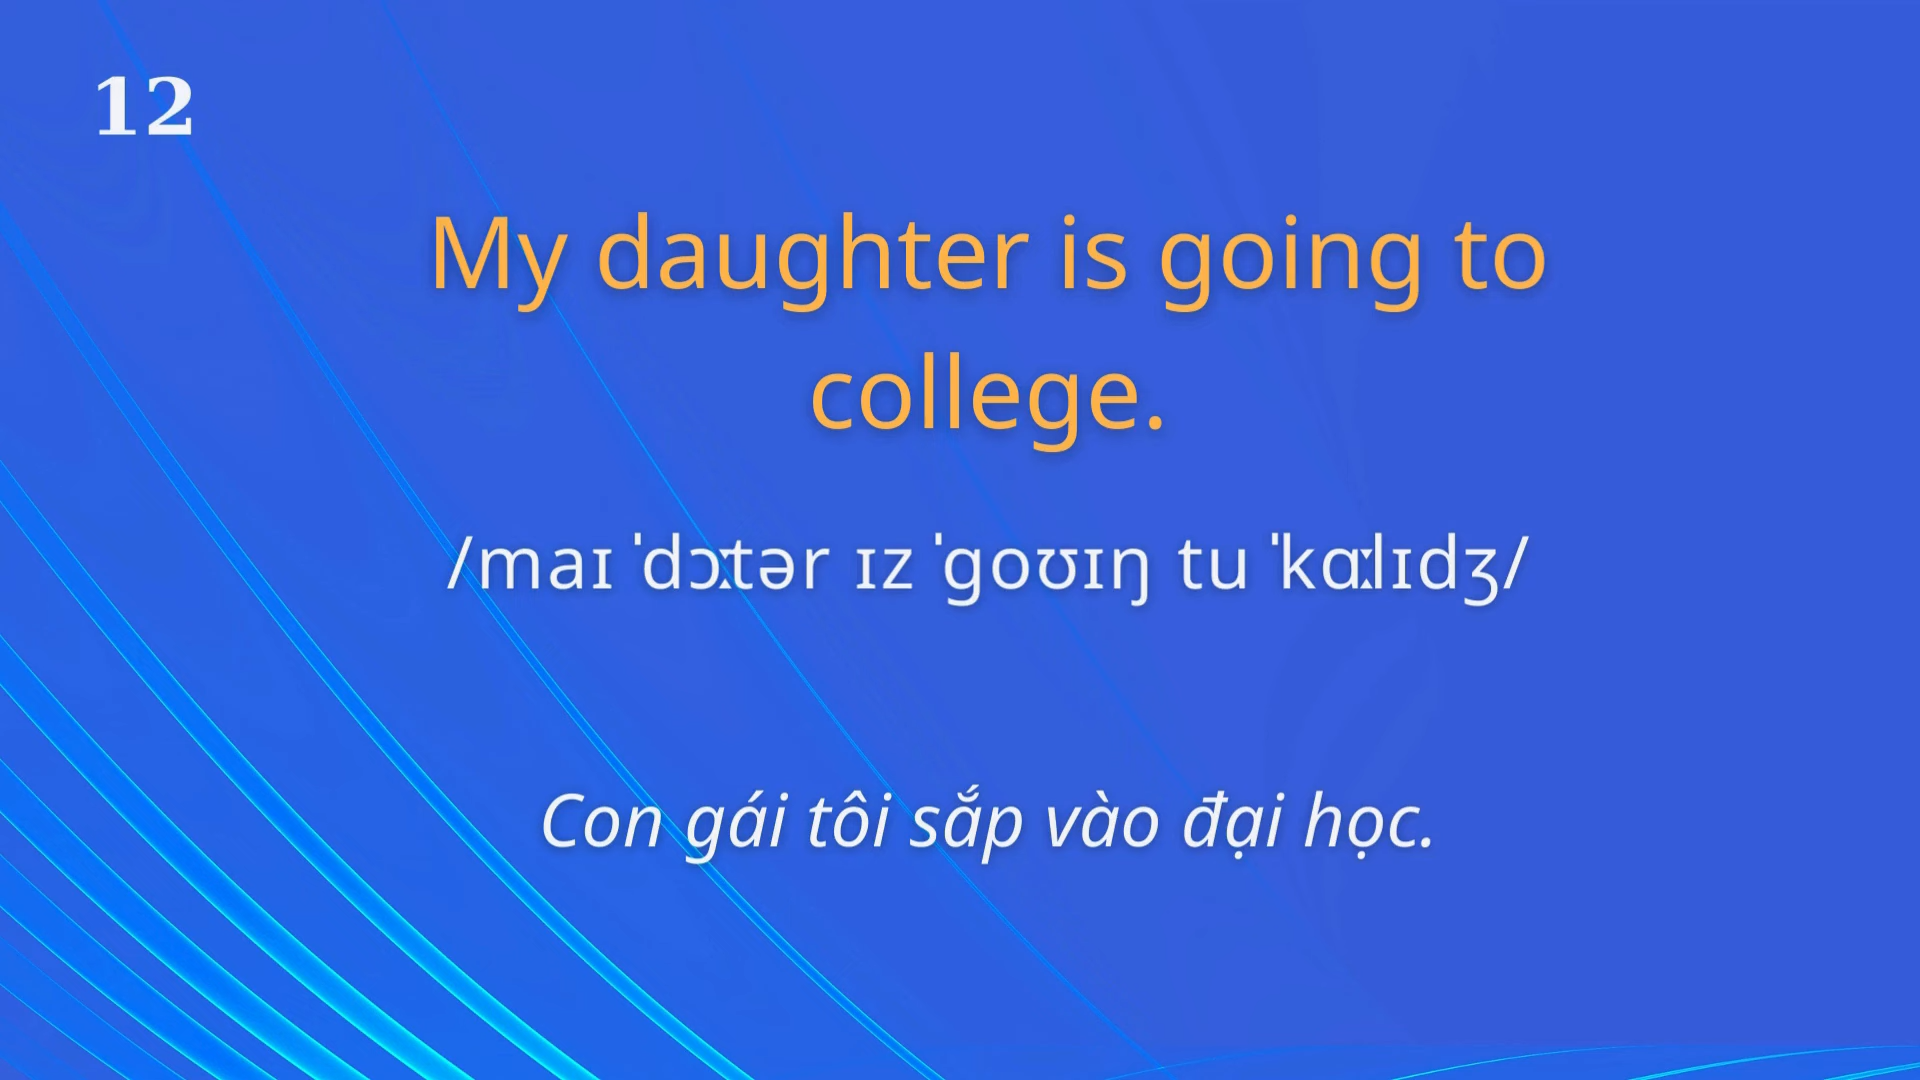 12
My daughter is going to
college.
/maɪ ˈdɔːtər ɪz ˈgoʊɪŋ tu ˈkɑːlɪdʒ/
Con gái tôi sắp vào đại học.